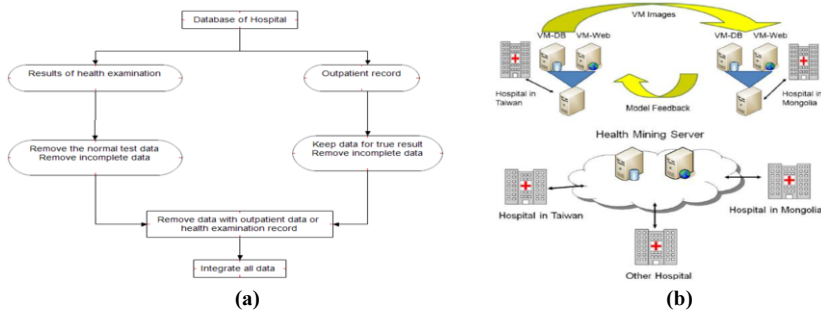 Database of Hospital
Results of health examination
Outpatient record
Remove the normal test data
Remove incomplete data
Keep data for true result
Remove incomplete data
Remove data with outpatient data or
health examination record
Integrate all data
(a)
VM Images
VM-DB
VM-Web
VM-DB
VM-Web
Hospital in
Taiwan
Hospital in
Mongolia
Model Feedback
Health Mining Server
Hospital in Taiwan
Hospital in Mongolia
Other Hospital
(b)